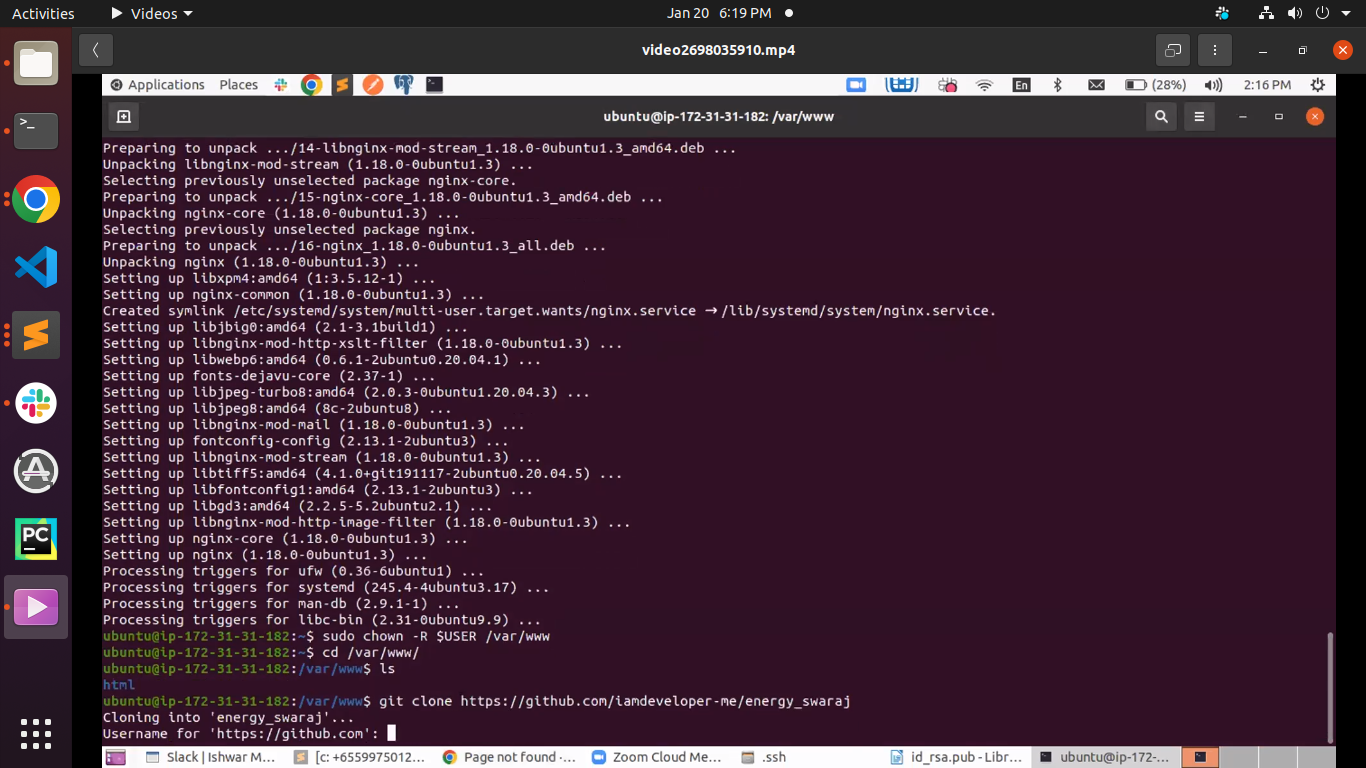 Activities Videos Jan 20 6:19 PM
video2698035910.mp4
Applications Places En (28%) 2:16 PM
ubuntu@ip-172-31-31-182: /var/www
Preparing to unpack .../14-libnginx-mod-stream_1.18.0-0ubuntu1.3_amd64.deb ...
Unpacking libnginx-mod-stream (1.18.0-0ubuntu1.3) ...
Selecting previously unselected package nginx-core.
Preparing to unpack .../15-nginx-core_1.18.0-0ubuntu1.3_amd64.deb ...
Unpacking nginx-core (1.18.0-0ubuntu1.3) ...
Selecting previously unselected package nginx.
Preparing to unpack .../16-nginx_1.18.0-0ubuntu1.3_all.deb ...
Unpacking nginx (1.18.0-0ubuntu1.3) ...
Setting up libxpm4:amd64 (1:3.5.12-1) ...
Setting up nginx-common (1.18.0-0ubuntu1.3) ...
Created symlink /etc/systemd/system/multi-user.target.wants/nginx.service → /lib/systemd/system/nginx.service.
Setting up libjbig0:amd64 (2.1-3.1build1) ...
Setting up libnginx-mod-http-xslt-filter (1.18.0-0ubuntu1.3) ...
Setting up libwebp6:amd64 (0.6.1-2ubuntu0.20.04.1) ...
Setting up fonts-dejavu-core (2.37-1) ...
Setting up libjpeg-turbo8:amd64 (2.0.3-0ubuntu1.20.04.3) ...
Setting up libjpeg8:amd64 (8c-2ubuntu8) ...
Setting up libnginx-mod-mail (1.18.0-0ubuntu1.3) ...
Setting up fontconfig-config (2.13.1-2ubuntu3) ...
Setting up libnginx-mod-stream (1.18.0-0ubuntu1.3) ...
Setting up libtiff5:amd64 (4.1.0+git191117-2ubuntu0.20.04.5) ...
Setting up libfontconfig1:amd64 (2.13.1-2ubuntu3) ...
Setting up libgd3:amd64 (2.2.5-5.2ubuntu2.1) ...
Setting up libnginx-mod-http-image-filter (1.18.0-0ubuntu1.3) ...
Setting up nginx-core (1.18.0-0ubuntu1.3) ...
Setting up nginx (1.18.0-0ubuntu1.3) ...
Processing triggers for ufw (0.36-6ubuntu1) ...
Processing triggers for systemd (245.4-4ubuntu3.17) ...
Processing triggers for man-db (2.9.1-1) ...
Processing triggers for libc-bin (2.31-0ubuntu9.9) ...
ubuntu@ip-172-31-31-182:~$ sudo chown -R $USER /var/www
ubuntu@ip-172-31-31-182:~$ cd /var/www/
ubuntu@ip-172-31-31-182:/var/www$ ls
html
ubuntu@ip-172-31-31-182:/var/www$ git clone https://github.com/iamdeveloper-me/energy_swaraj
Cloning into 'energy_swaraj'...
Username for 'https://github.com':
Slack | Ishwar M... [c: +6559975012... Page not found ·... Zoom Cloud Me... .ssh id_rsa.pub - Libr... ubuntu@ip-172-...
PC